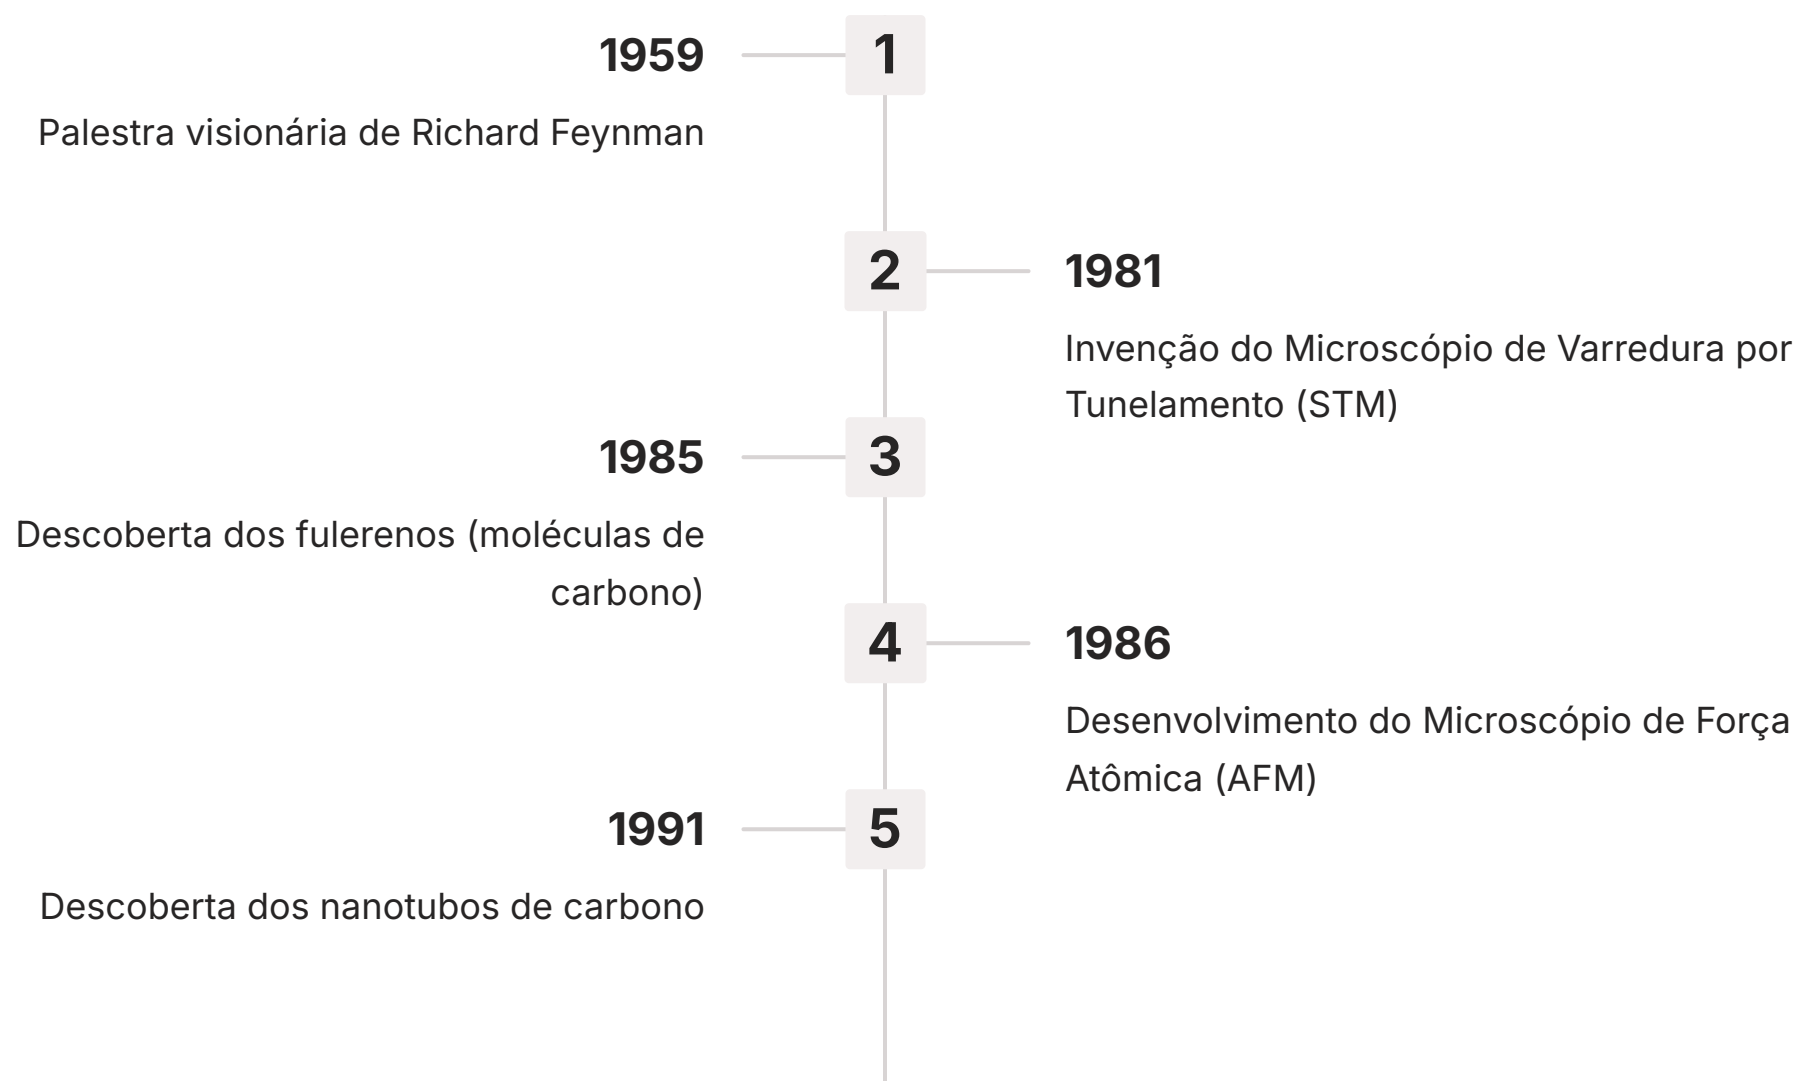 1959
1
Palestra visionária de Richard Feynman
2
1981
Invenção do Microscópio de Varredura por
Tunelamento (STM)
1985
3
Descoberta dos fulerenos (moléculas de
carbono)
4
1986
Desenvolvimento do Microscópio de Força
Atômica (AFM)
1991
5
Descoberta dos nanotubos de carbono